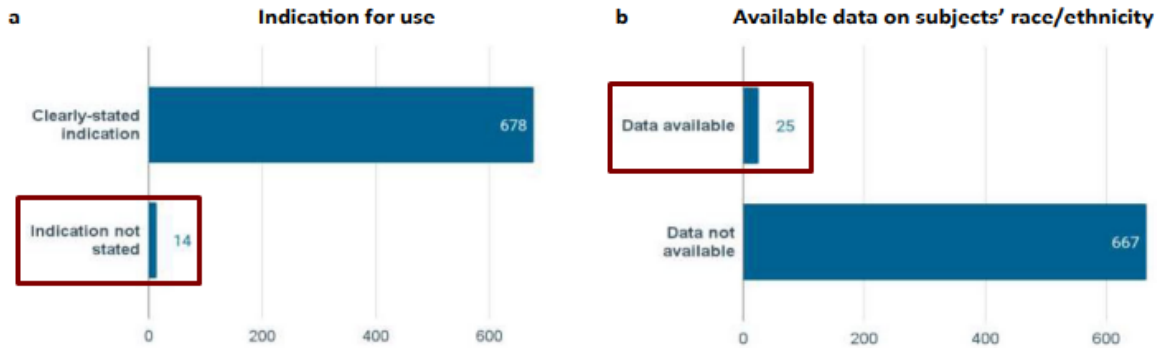 a
Indication for use
Clearly-stated
indication
678
Indication not
stated
14
0
200
400
600
b
Available data on subjects’ race/ethnicity
Data available
25
Data not
available
667
0
200
400
600